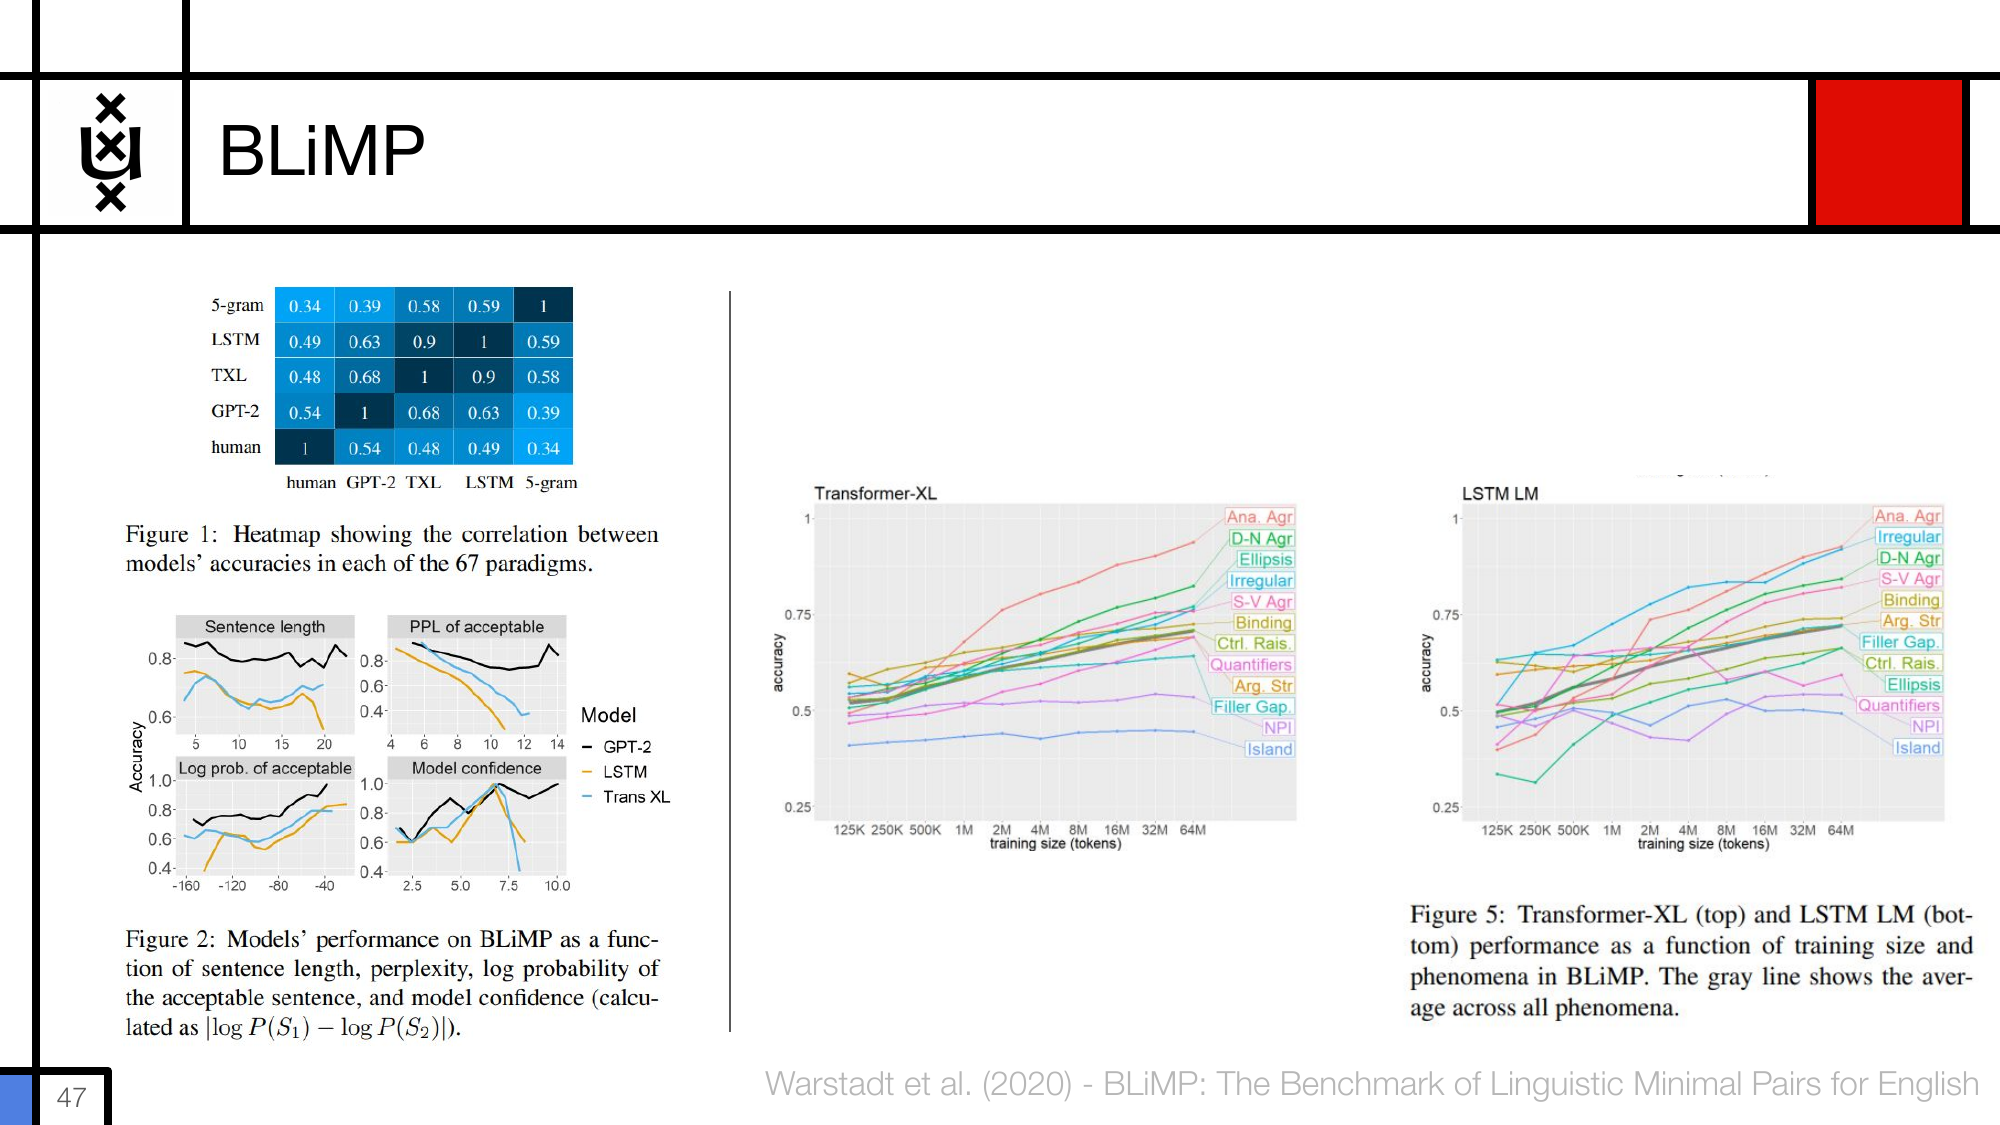 BLiMP
5-gram 0.34 0.39 0.58 0.59 1
LSTM 0.49 0.63 0.9 1 0.59
TXL 0.48 0.68 1 0.9 0.58
GPT-2 0.54 1 0.68 0.63 0.39
human 1 0.54 0.48 0.49 0.34
human GPT-2 TXL LSTM 5-gram
Figure 1: Heatmap showing the correlation between
models' accuracies in each of the 67 paradigms.
Accuracy
Sentence length
0.8
0.6
5 10 15 20
PPL of acceptable
0.8
0.6
0.4
4 6 8 10 12 14
Log prob. of acceptable
1.0
0.8
0.6
0.4
-160 -120 -80 -40
Model confidence
1.0
0.8
0.6
0.4
2.5 5.0 7.5 10.0
Model
GPT-2
LSTM
Trans XL
Figure 2: Models' performance on BLiMP as a func-
tion of sentence length, perplexity, log probability of
the acceptable sentence, and model confidence (calcu-
lated as |log P(S₁) − log P(S₂)|).
Transformer-XL
accuracy
1
0.75
0.5
0.25
Ana. Agr
D-N Agr
Ellipsis
Irregular
S-V Agr
Binding
Ctrl. Rais.
Quantifiers
Arg. Str
Filler Gap.
NPI
Island
125K 250K 500K 1M 2M 4M 8M 16M 32M 64M
training size (tokens)
LSTM LM
accuracy
1
0.75
0.5
0.25
Ana. Agr
Irregular
D-N Agr
S-V Agr
Binding
Arg. Str
Filler Gap.
Ctrl. Rais.
Ellipsis
Quantifiers
NPI
Island
125K 250K 500K 1M 2M 4M 8M 16M 32M 64M
training size (tokens)
Figure 5: Transformer-XL (top) and LSTM LM (bot-
tom) performance as a function of training size and
phenomena in BLiMP. The gray line shows the aver-
age across all phenomena.
Warstadt et al. (2020) - BLiMP: The Benchmark of Linguistic Minimal Pairs for English
47